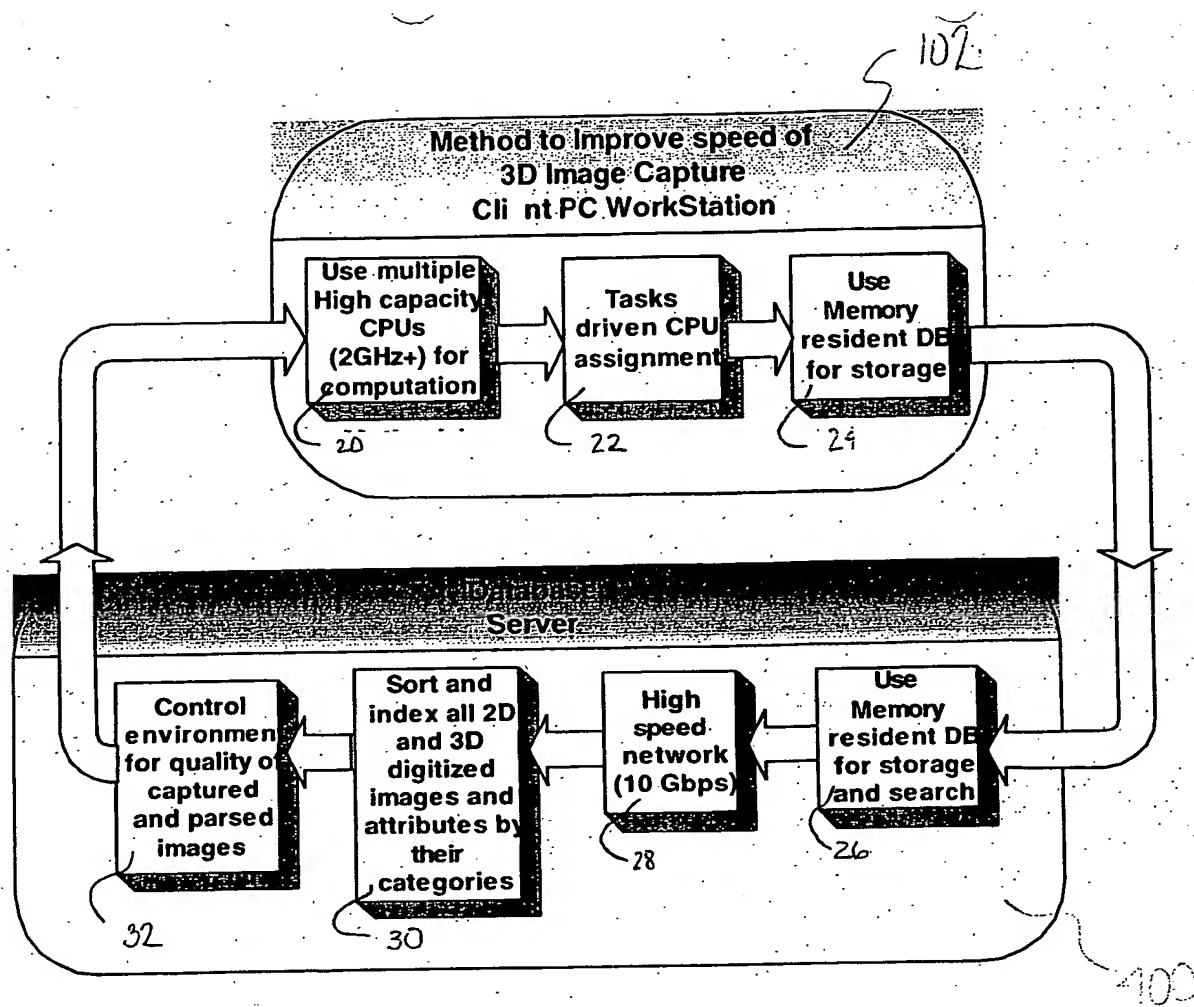 102
Method to Improve speed of
3D Image Capture
Cli nt PC WorkStation
Use multiple
High capacity
CPUs
(2GHz+) for
computation
20
Tasks
driven CPU
assignment
22
Use
Memory
resident DB
for storage
24
Database
Server
Control
environment
for quality of
captured
and parsed
images
32
Sort and
index all 2D
and 3D
digitized
images and
attributes by
their
categories
30
High
speed
network
(10 Gbps)
28
Use
Memory
resident DB
for storage
and search
26